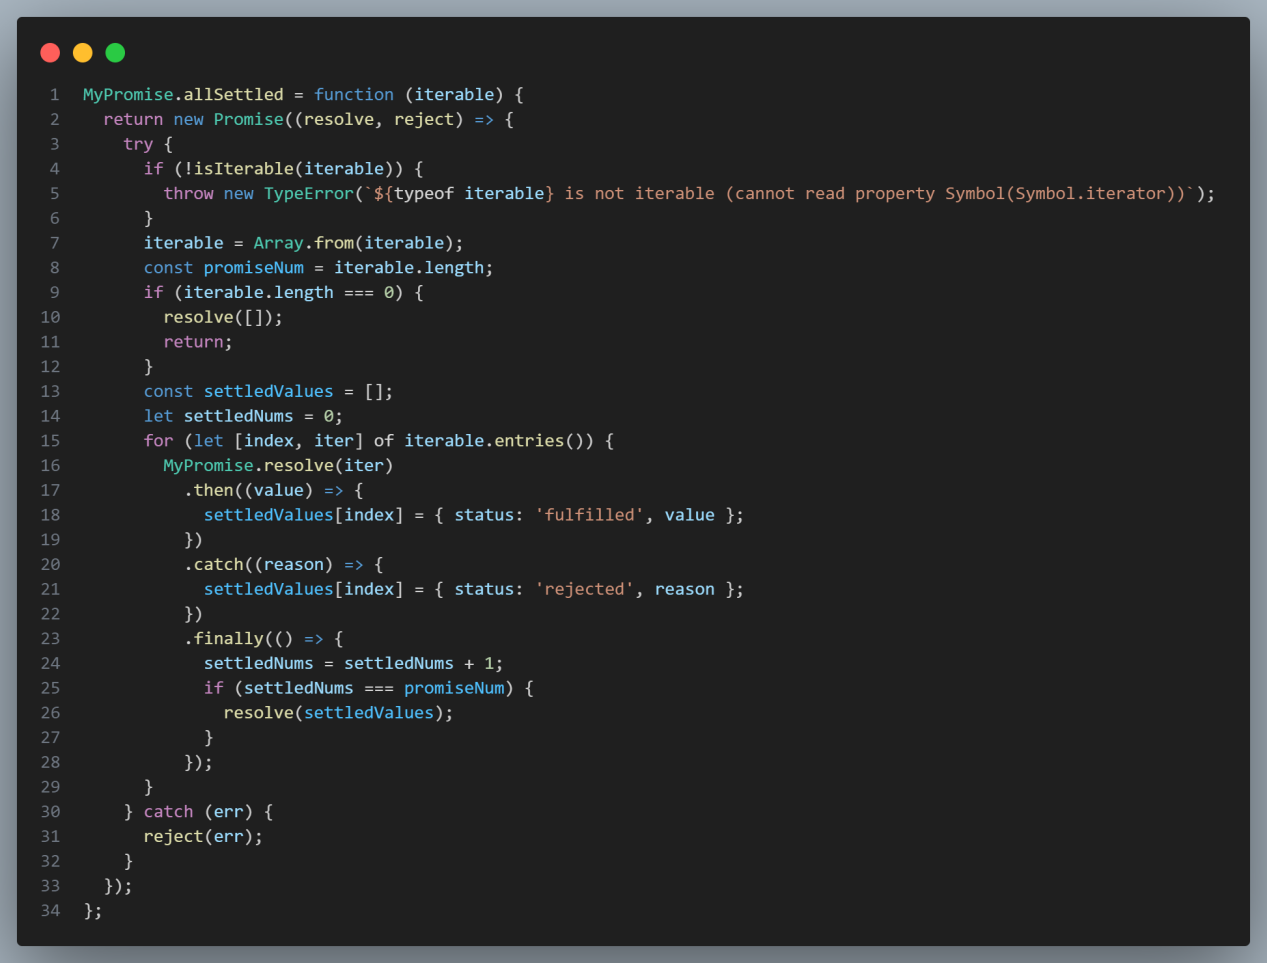 1 MyPromise.allSettled = function (iterable) {
2   return new Promise((resolve, reject) => {
3     try {
4       if (!isIterable(iterable)) {
5         throw new TypeError(`${typeof iterable} is not iterable (cannot read property Symbol(Symbol.iterator))`);
6       }
7       iterable = Array.from(iterable);
8       const promiseNum = iterable.length;
9       if (iterable.length === 0) {
10         resolve([]);
11         return;
12       }
13       const settledValues = [];
14       let settledNums = 0;
15       for (let [index, iter] of iterable.entries()) {
16         MyPromise.resolve(iter)
17           .then((value) => {
18             settledValues[index] = { status: 'fulfilled', value };
19           })
20           .catch((reason) => {
21             settledValues[index] = { status: 'rejected', reason };
22           })
23           .finally(() => {
24             settledNums = settledNums + 1;
25             if (settledNums === promiseNum) {
26               resolve(settledValues);
27             }
28           });
29       }
30     } catch (err) {
31       reject(err);
32     }
33   });
34 };